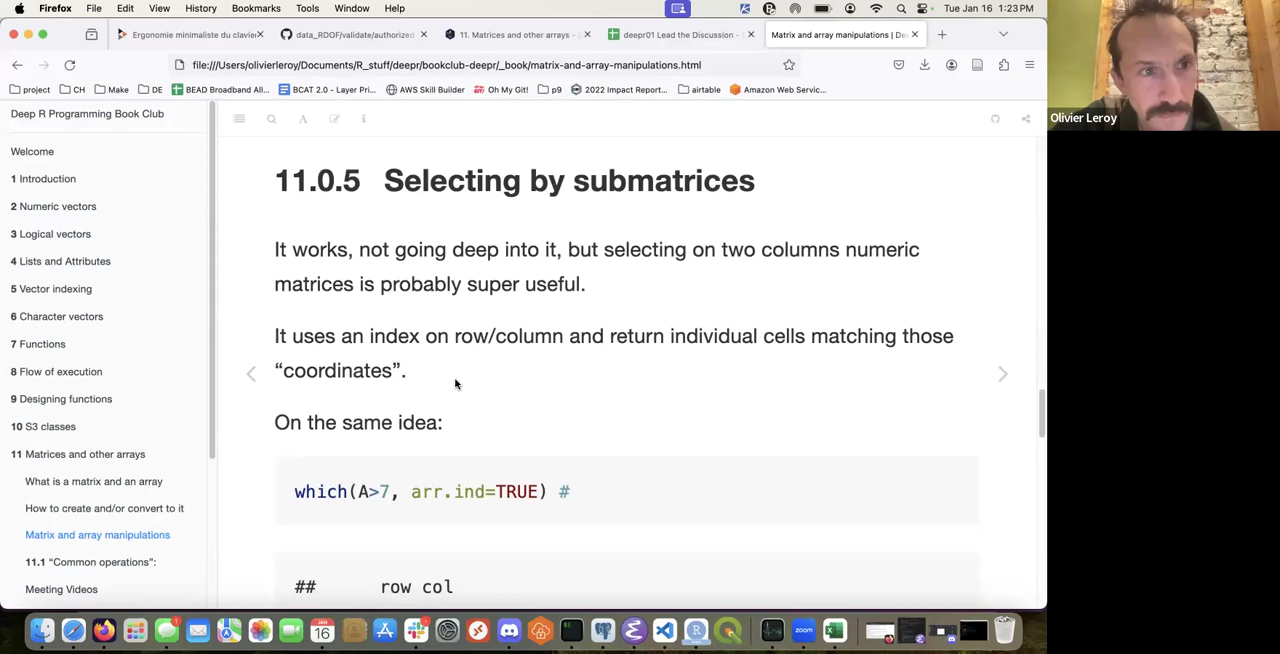 Firefox File Edit View History Bookmarks Tools Window Help Tue Jan 16 1:23 PM
Ergonomie minimaliste du clavier data_RDOF/validate/authorized 11. Matrices and other arrays – deepr01 Lead the Discussion - Matrix and array manipulations | De
file:///Users/olivierleroy/Documents/R_stuff/deepr/bookclub-deepr/_book/matrix-and-array-manipulations.html
project CH Make DE BEAD Broadband All... BCAT 2.0 - Layer Pri... AWS Skill Builder Oh My Git! p9 2022 Impact Report... airtable Amazon Web Servic...
Deep R Programming Book Club
Welcome
1 Introduction
2 Numeric vectors
3 Logical vectors
4 Lists and Attributes
5 Vector indexing
6 Character vectors
7 Functions
8 Flow of execution
9 Designing functions
10 S3 classes
11 Matrices and other arrays
What is a matrix and an array
How to create and/or convert to it
Matrix and array manipulations
11.1 “Common operations”:
Meeting Videos
11.0.5 Selecting by submatrices
It works, not going deep into it, but selecting on two columns numeric
matrices is probably super useful.
It uses an index on row/column and return individual cells matching those
“coordinates”.
On the same idea:
which(A>7, arr.ind=TRUE) #
## row col
Olivier Leroy
JAN
16
zoom